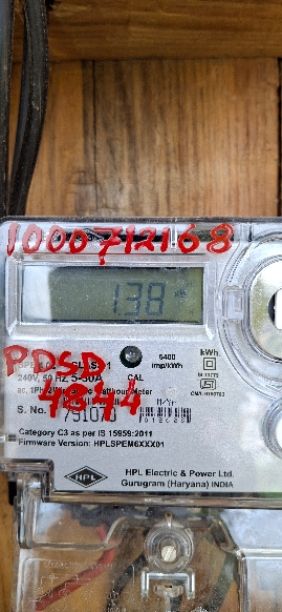 1000712168
138
PDSD
7874
6400
imp/kWh
kWh
240V, 50 HZ, 5-30A
CAL
S. No.
Category C3 as per IS 15959:2011
Firmware Version: HPLSPEM6XXX01
HPL
HPL Electric & Power Ltd.
Gurugram (Haryana) INDIA